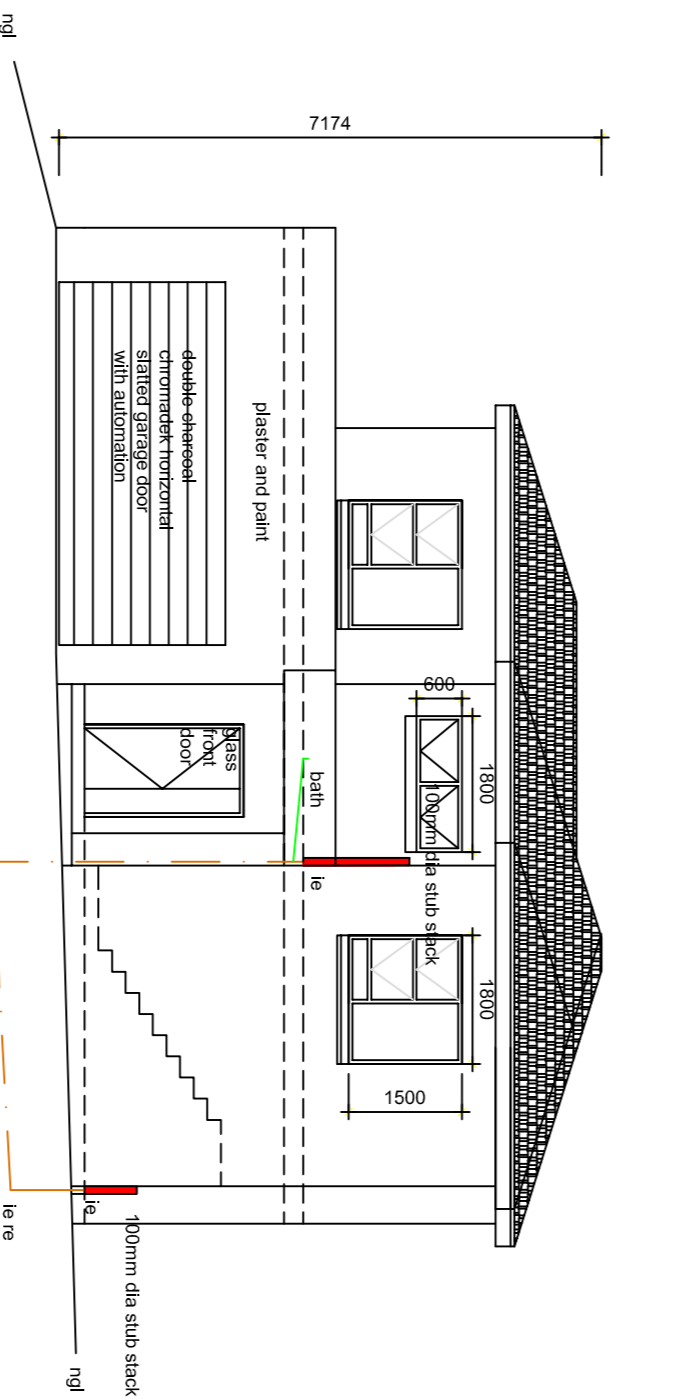 ngl
7174
double charcoal
chromadek horizontal
slatted garage door
with automation
plaster and paint
600
1800
glass
front
door
bath
100mm dia stub stack
ie
1800
1500
ie
100mm dia stub stack
ie re
ngl